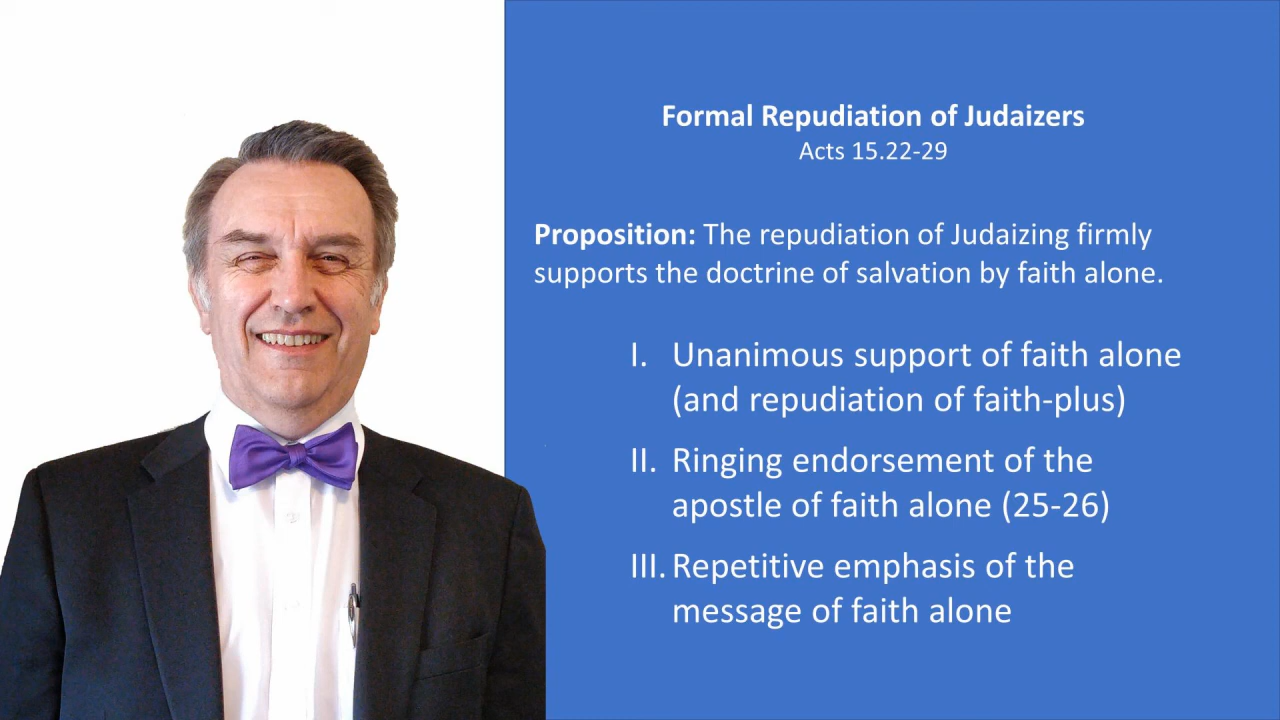 Formal Repudiation of Judaizers
Acts 15.22-29
Proposition: The repudiation of Judaizing firmly
supports the doctrine of salvation by faith alone.
I. Unanimous support of faith alone
(and repudiation of faith-plus)
II. Ringing endorsement of the
apostle of faith alone (25-26)
III. Repetitive emphasis of the
message of faith alone